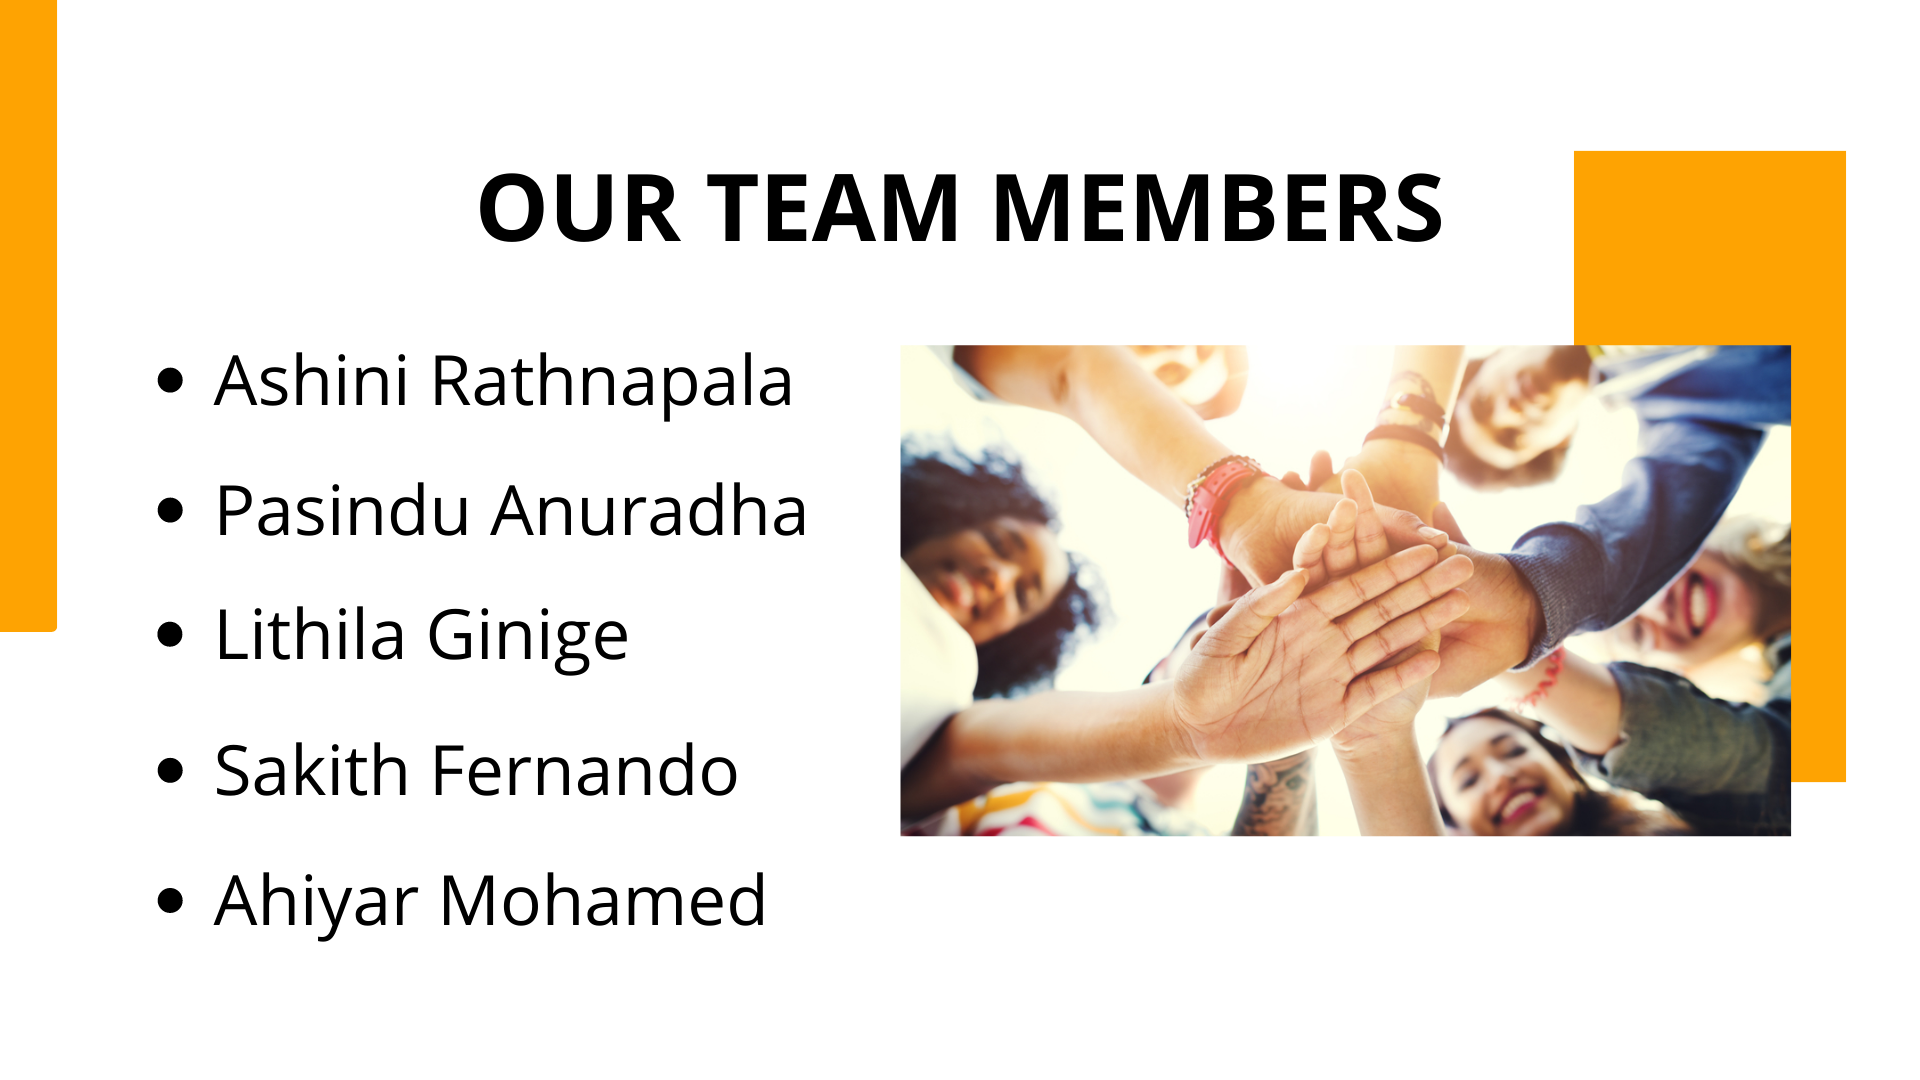 OUR TEAM MEMBERS
• Ashini Rathnapala
• Pasindu Anuradha
• Lithila Ginige
• Sakith Fernando
• Ahiyar Mohamed